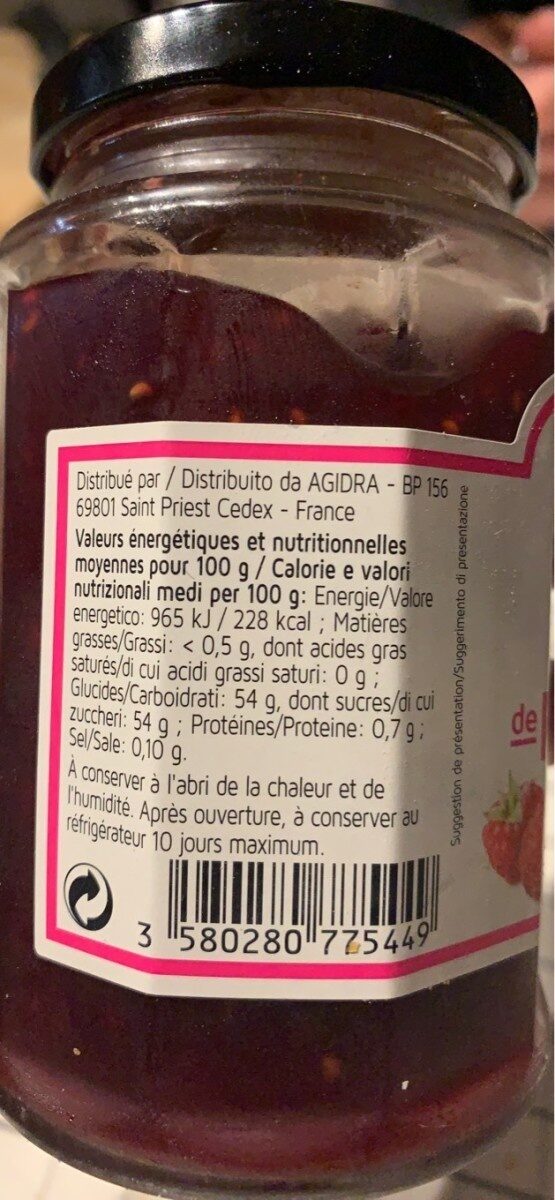 Distribué par / Distribuito da AGIDRA - BP 156
69801 Saint Priest Cedex - France
Valeurs énergétiques et nutritionnelles
moyennes pour 100 g / Calorie e valori
nutrizionali medi per 100 g: Energie/Valore
energetico: 965 kJ / 228 kcal ; Matières
grasses/Grassi: < 0,5 g, dont acides gras
saturés/di cui acidi grassi saturi: 0 g ;
Glucides/Carboidrati: 54 g, dont sucres/di cui
zuccheri: 54 g ; Protéines/Proteine: 0,7 g ;
Sel/Sale: 0,10 g.
À conserver à l'abri de la chaleur et de
l'humidité. Après ouverture, à conserver au
réfrigérateur 10 jours maximum.
3 580280 775449
Suggestion de présentation/Suggerimento di presentazione
de